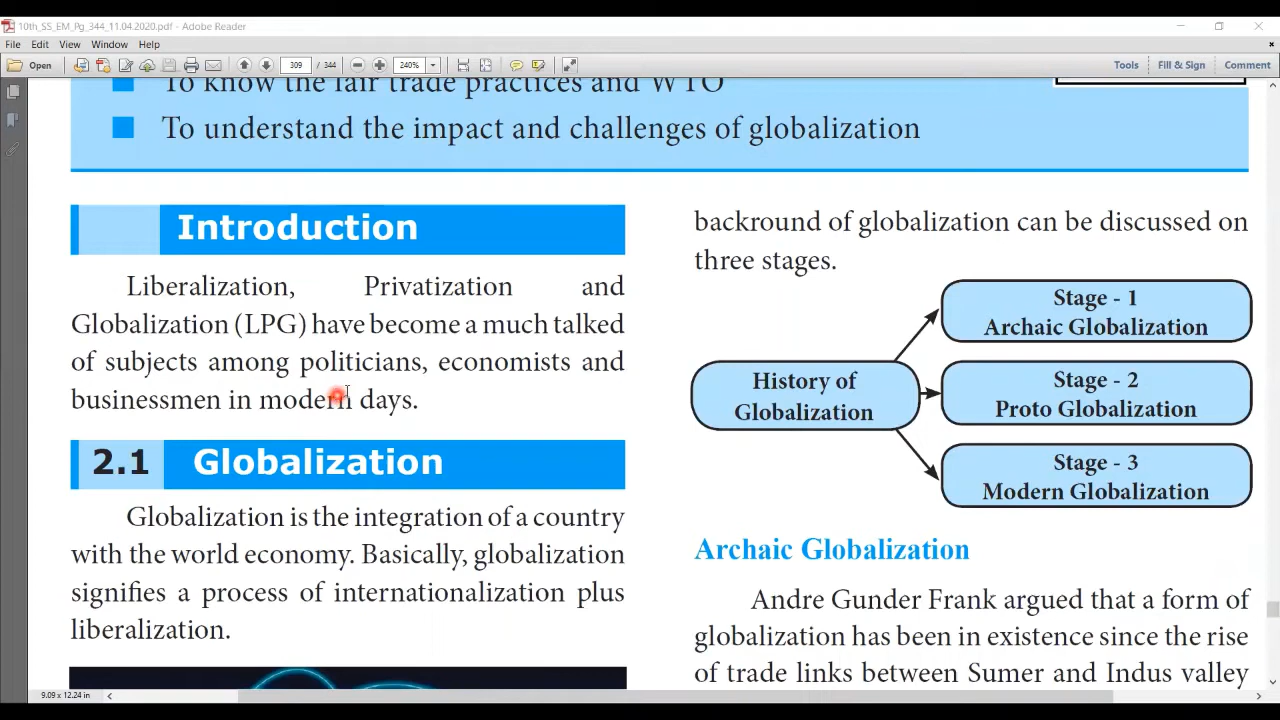 10th_SS_EM_Pg_344_11.04.2020.pdf - Adobe Reader
File Edit View Window Help
Open 309 / 344 240% Tools Fill & Sign Comment
To know the fair trade practices and WTO
To understand the impact and challenges of globalization
Introduction
Liberalization, Privatization and
Globalization (LPG) have become a much talked
of subjects among politicians, economists and
businessmen in modern days.
2.1 Globalization
Globalization is the integration of a country
with the world economy. Basically, globalization
signifies a process of internationalization plus
liberalization.
backround of globalization can be discussed on
three stages.
History of
Globalization
Stage - 1
Archaic Globalization
Stage - 2
Proto Globalization
Stage - 3
Modern Globalization
Archaic Globalization
Andre Gunder Frank argued that a form of
globalization has been in existence since the rise
of trade links between Sumer and Indus valley
9.09 x 12.24 in